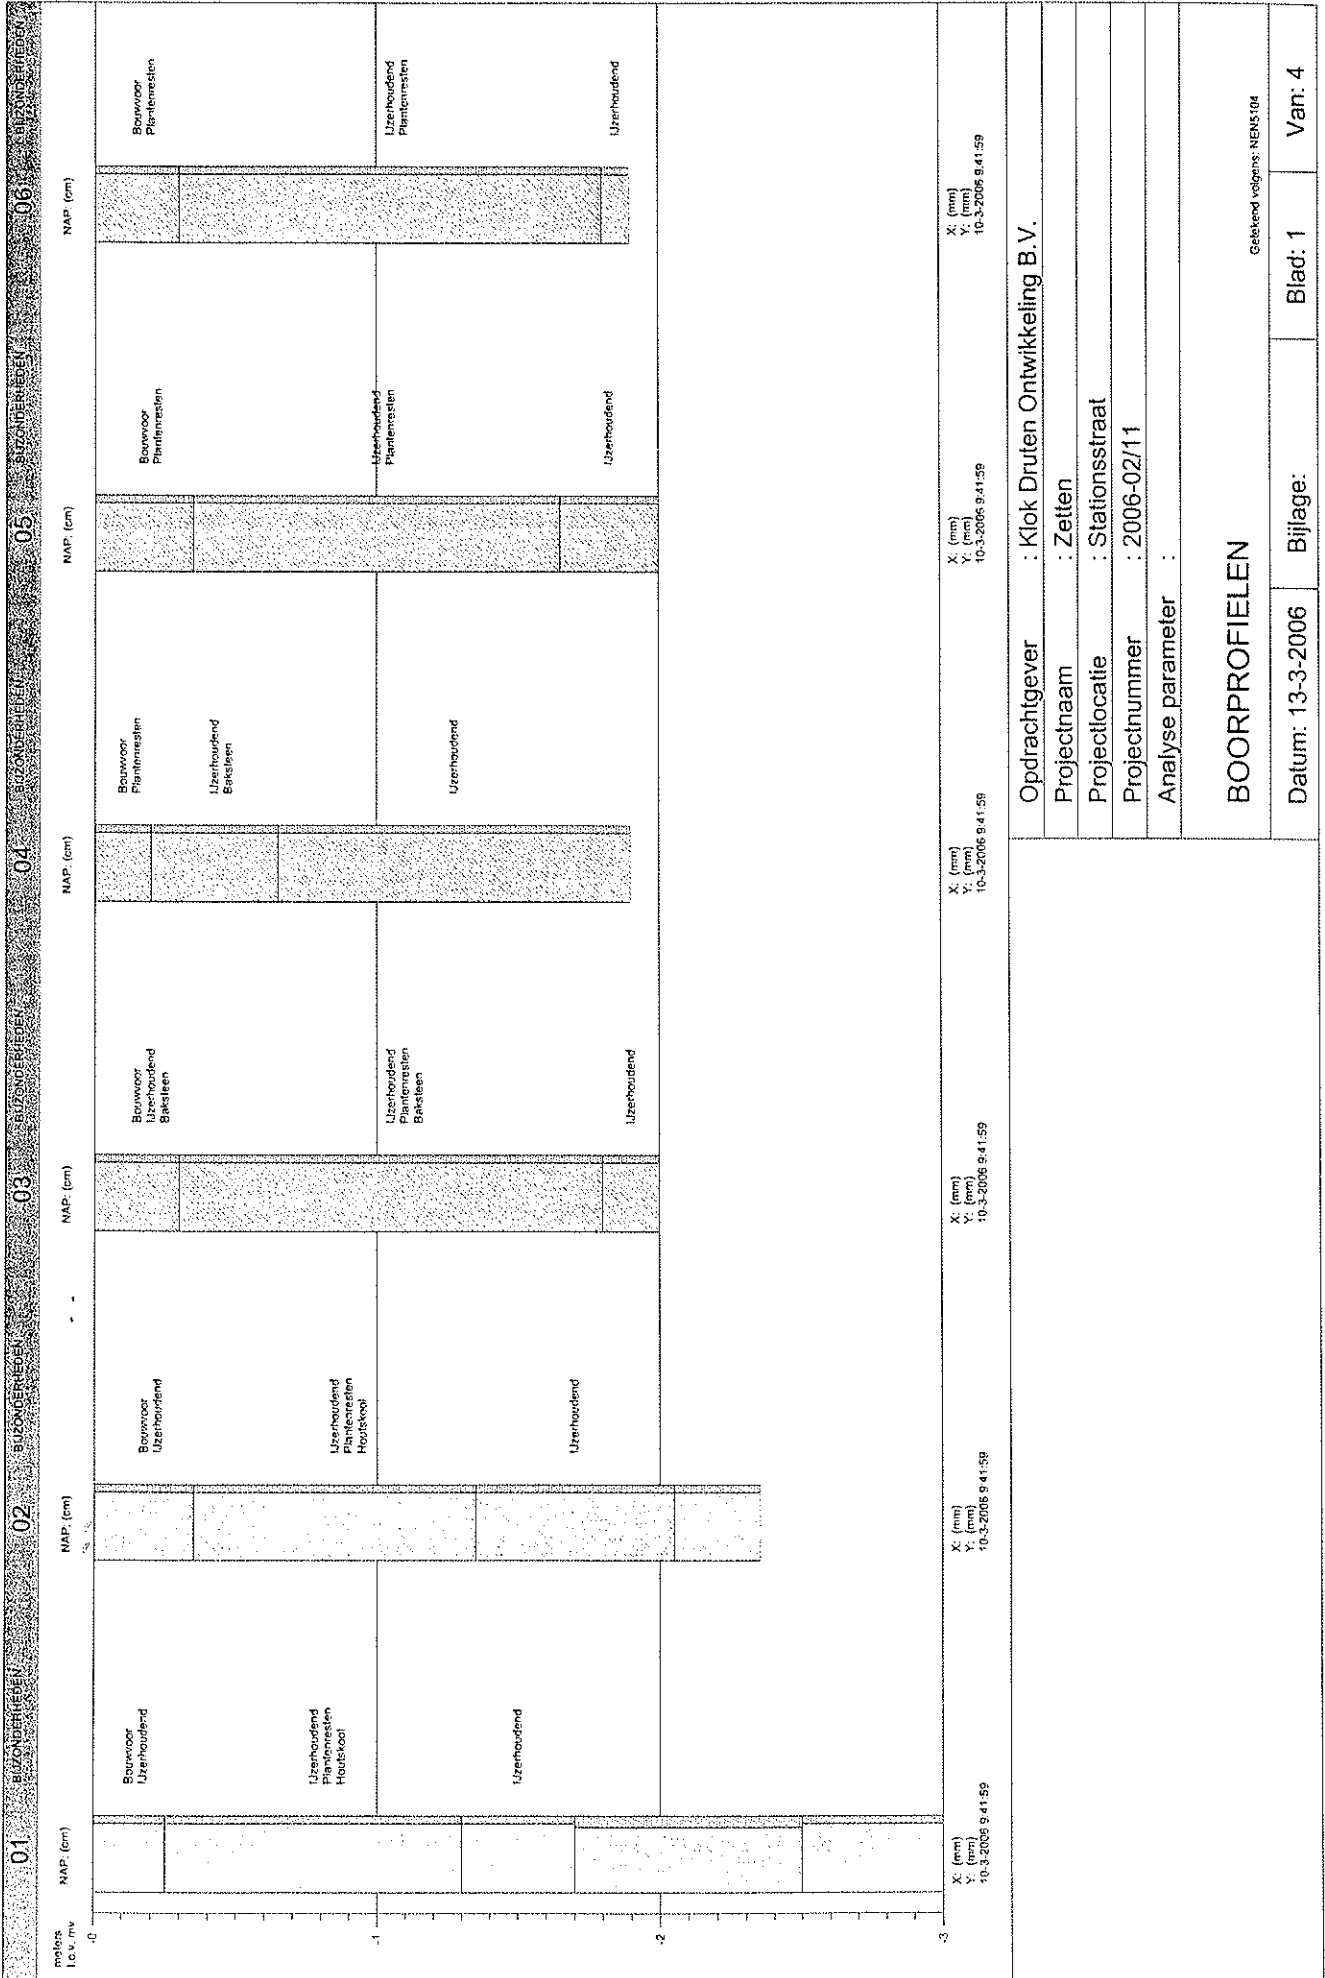 01 BIJZONDERHEDEN 02 BIJZONDERHEDEN 03 BIJZONDERHEDEN 04 BIJZONDERHEDEN 05 BIJZONDERHEDEN 06 BIJZONDERHEDEN
meters
t.o.v. mv
-0
-1
-2
-3
NAP: (cm)
Bouwvoor
IJzerhoudend
IJzerhoudend
Plantenresten
Houtskool
IJzerhoudend
X: (mm)
Y: (mm)
10-3-2006 9:41:59
NAP: (cm)
Bouwvoor
IJzerhoudend
IJzerhoudend
Plantenresten
Houtskool
IJzerhoudend
X: (mm)
Y: (mm)
10-3-2006 9:41:59
NAP: (cm)
Bouwvoor
IJzerhoudend
Baksteen
IJzerhoudend
Plantenresten
Baksteen
IJzerhoudend
X: (mm)
Y: (mm)
10-3-2006 9:41:59
NAP: (cm)
Bouwvoor
Plantenresten
IJzerhoudend
Baksteen
IJzerhoudend
X: (mm)
Y: (mm)
10-3-2006 9:41:59
NAP: (cm)
Bouwvoor
Plantenresten
IJzerhoudend
Plantenresten
IJzerhoudend
X: (mm)
Y: (mm)
10-3-2006 9:41:59
NAP: (cm)
Bouwvoor
Plantenresten
IJzerhoudend
Plantenresten
IJzerhoudend
X: (mm)
Y: (mm)
10-3-2006 9:41:59
Opdrachtgever : Klok Druten Ontwikkeling B.V.
Projectnaam : Zetten
Projectlocatie : Stationsstraat
Projectnummer : 2006-02/11
Analyse parameter :
BOORPROFIELEN
Getekend volgens: NEN5104
Datum: 13-3-2006 Bijlage: Blad: 1 Van: 4